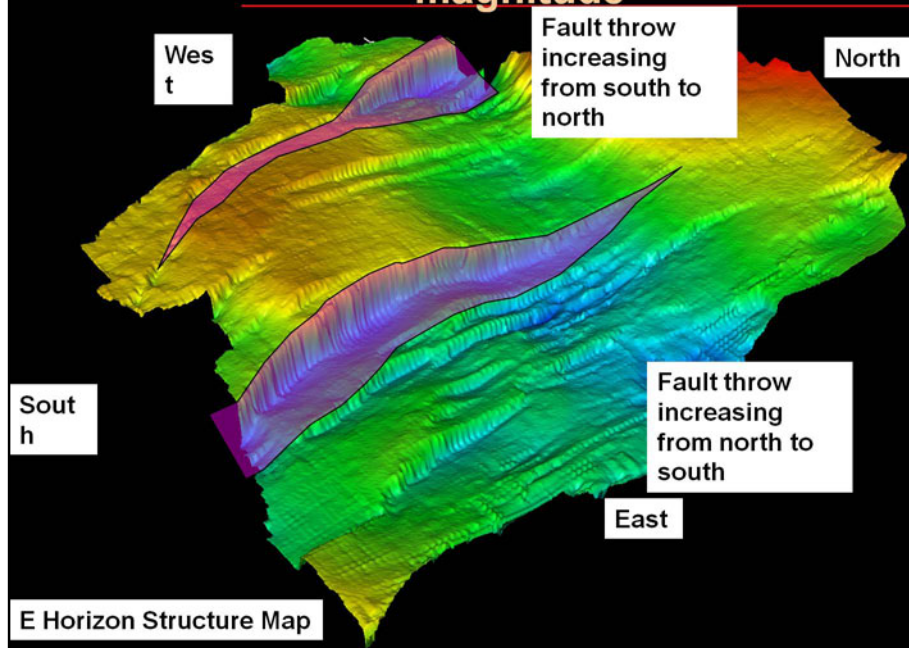 magnitude
Wes
t
Fault throw
increasing
from south to
north
North
Sout
h
Fault throw
increasing
from north to
south
East
E Horizon Structure Map